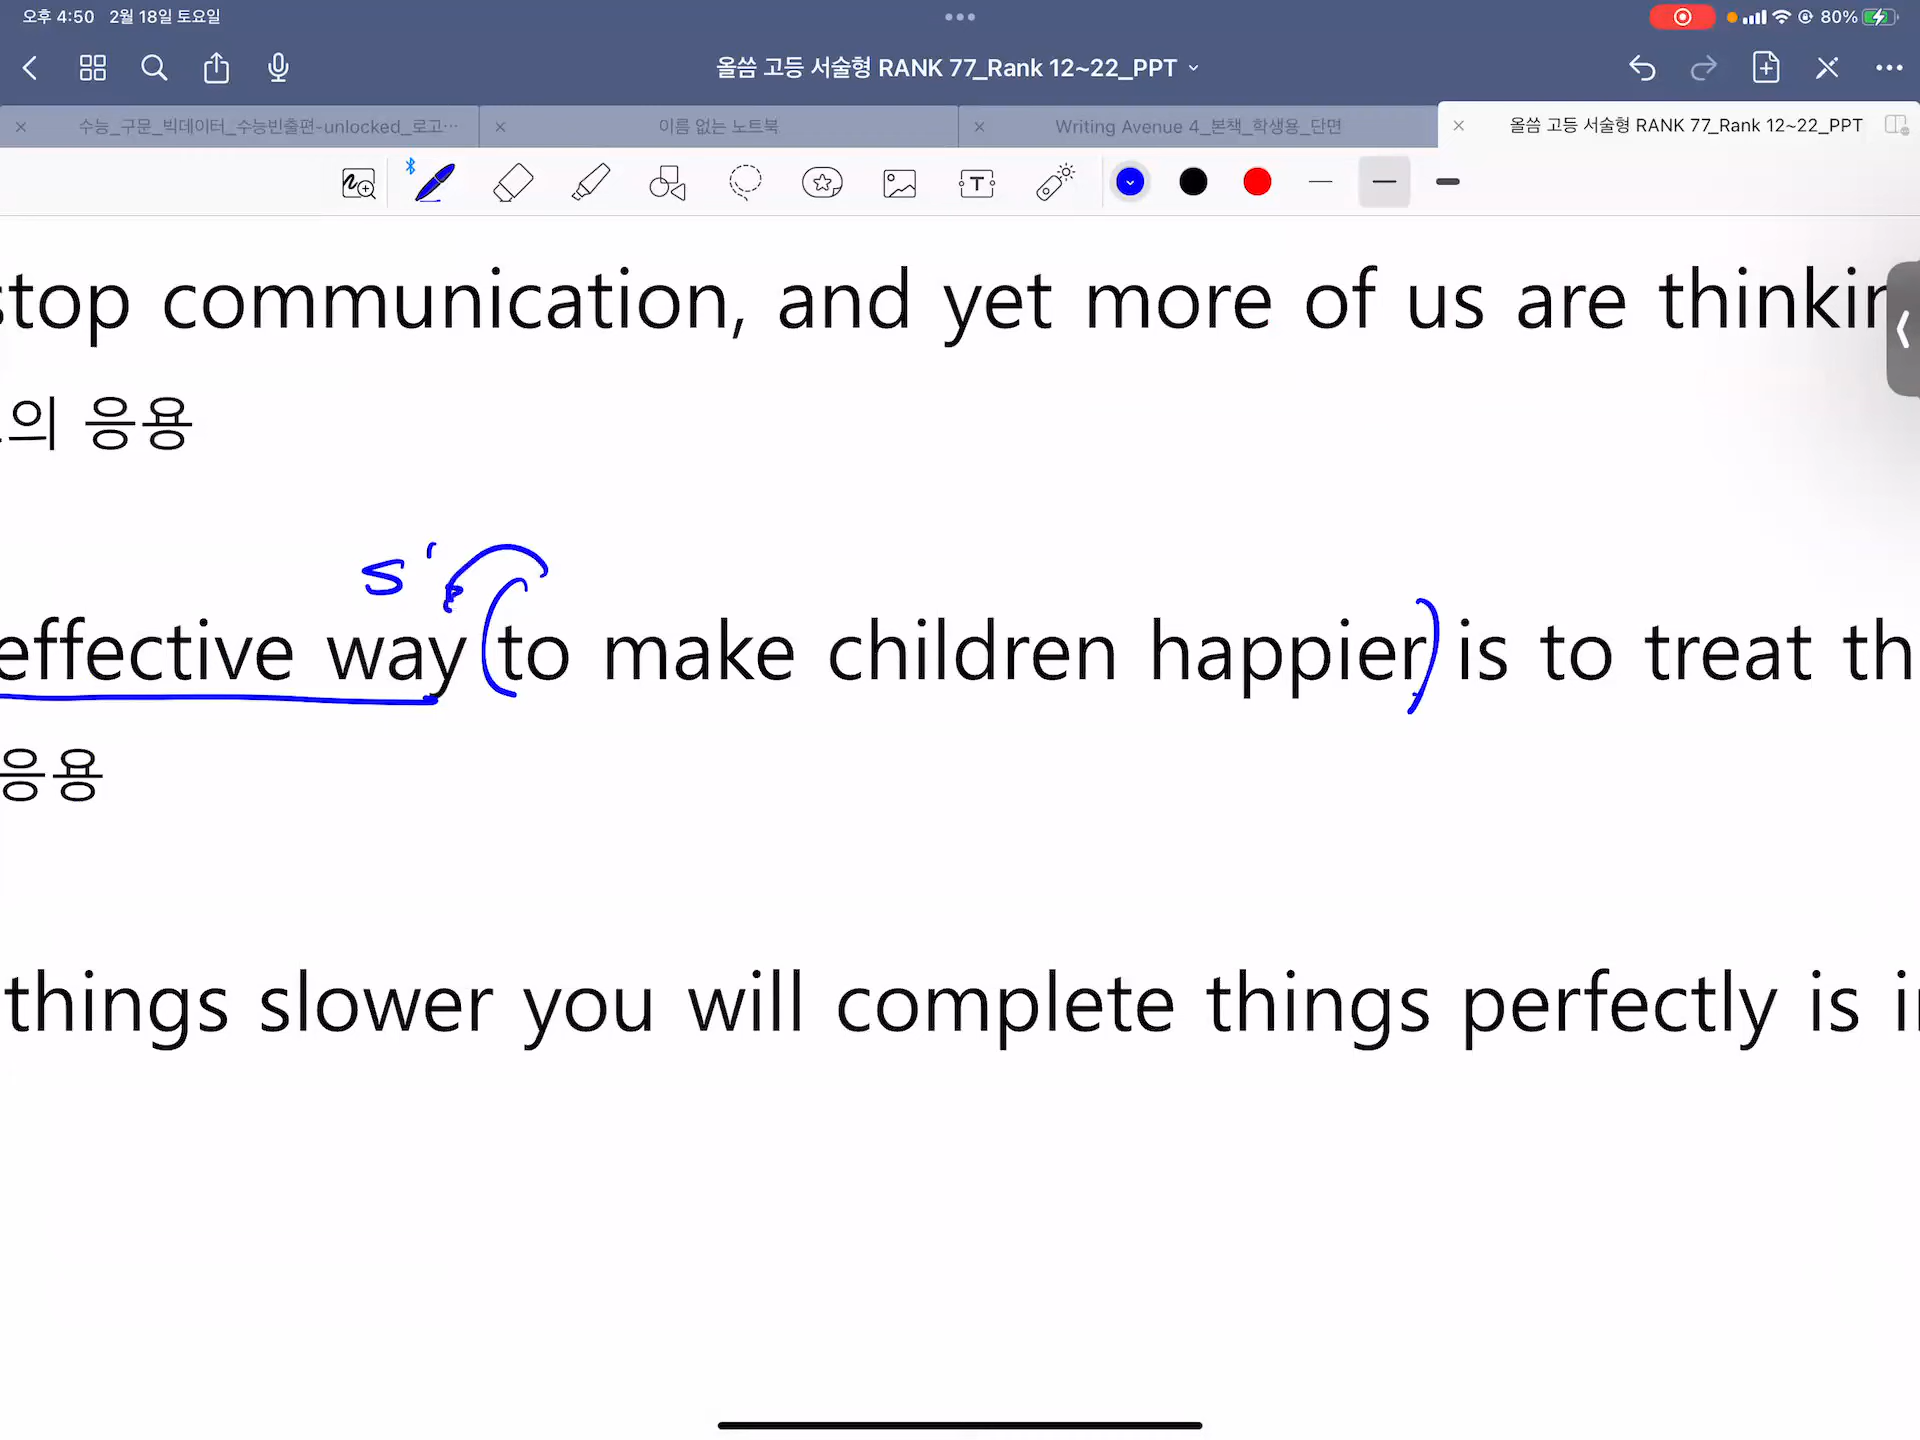 오후 4:50 2월 18일 토요일
80%
올씀 고등 서술형 RANK 77_Rank 12~22_PPT
수능_구문_빅데이터_수능빈출편-unlocked_로고…
이름 없는 노트북
Writing Avenue 4_본책_학생용_단면
올씀 고등 서술형 RANK 77_Rank 12~22_PPT
stop communication, and yet more of us are thinkin
의 응용
s'
effective way (to make children happier) is to treat th
응용
things slower you will complete things perfectly is i